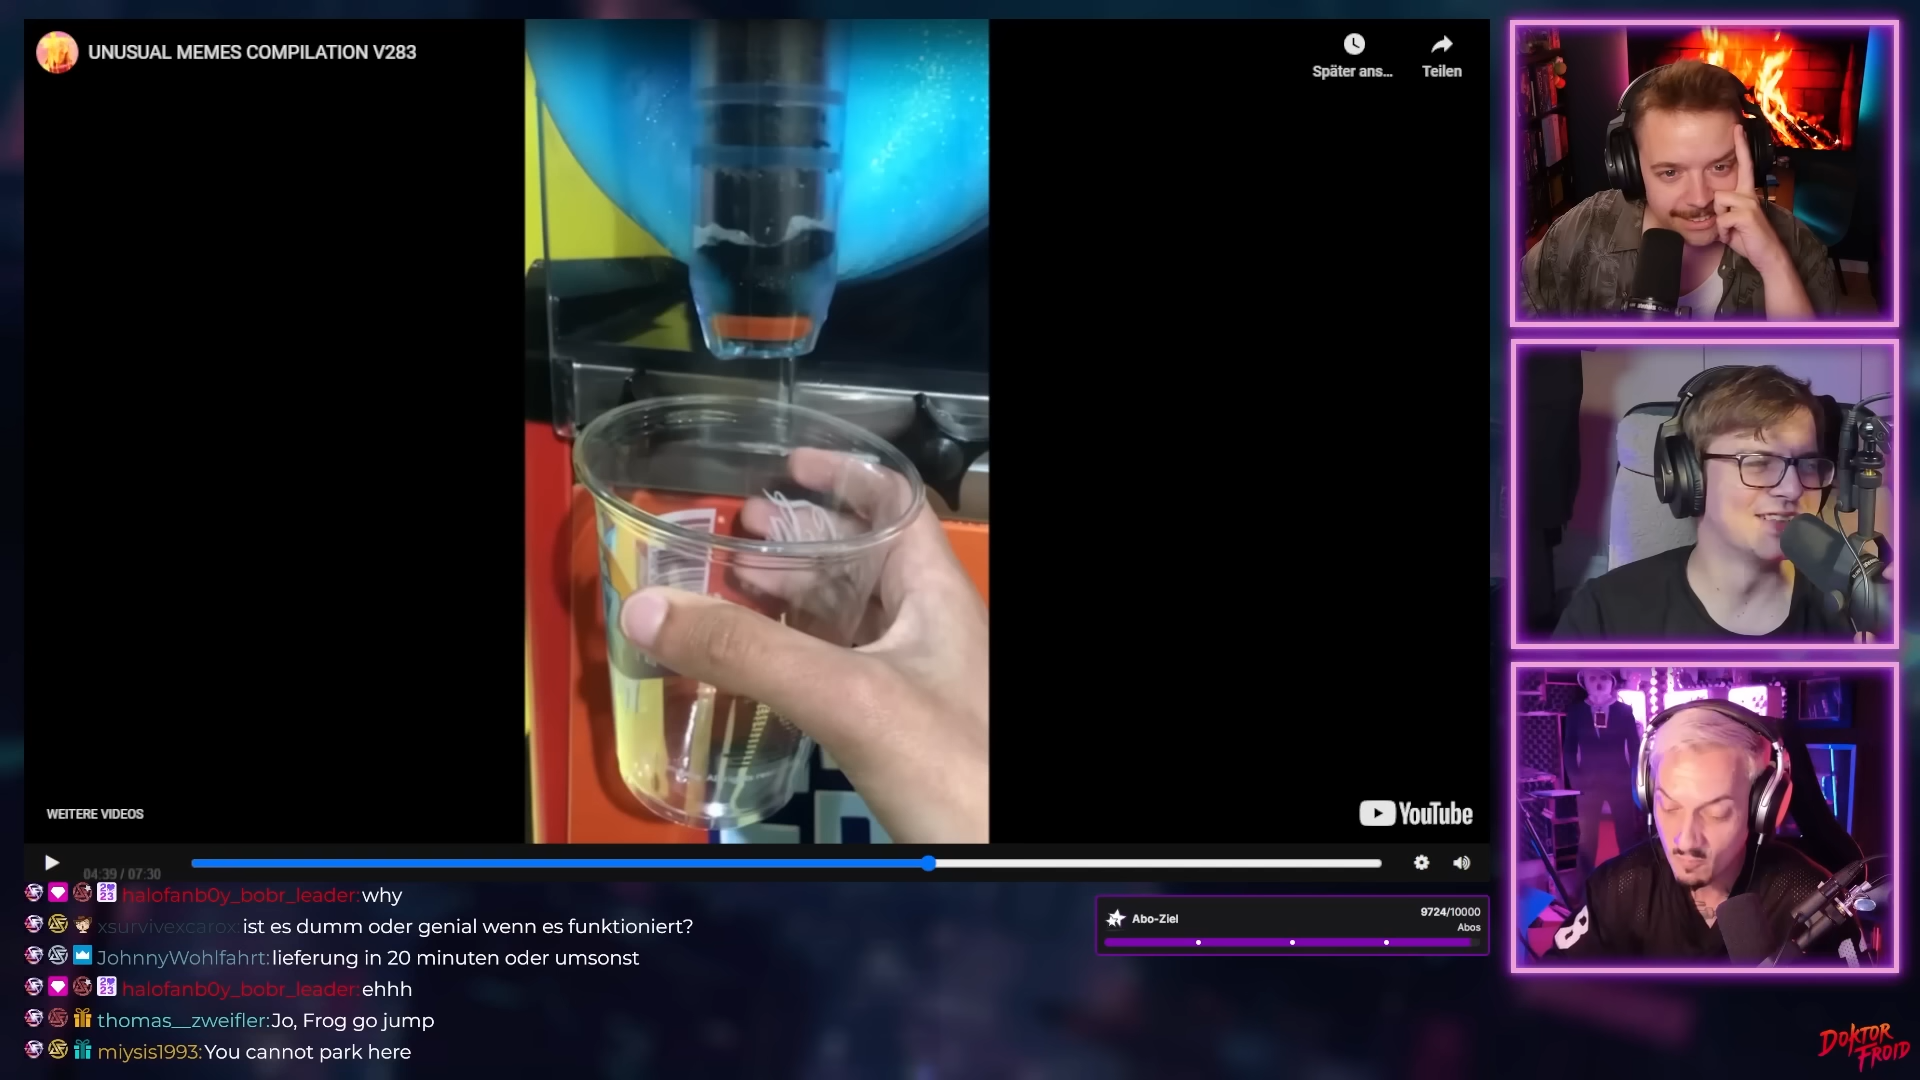 UNUSUAL MEMES COMPILATION V283
Später ans...
Teilen
WEITERE VIDEOS
YouTube
04:39 / 07:30
halofanb0y_bobr_leader: why
xsurvivexcarox: ist es dumm oder genial wenn es funktioniert?
JohnnyWohlfahrt: lieferung in 20 minuten oder umsonst
halofanb0y_bobr_leader: ehhh
thomas__zweifler: Jo, Frog go jump
miysis1993: You cannot park here
Abo-Ziel
9724/10000
Abos
DOKTOR
FROID